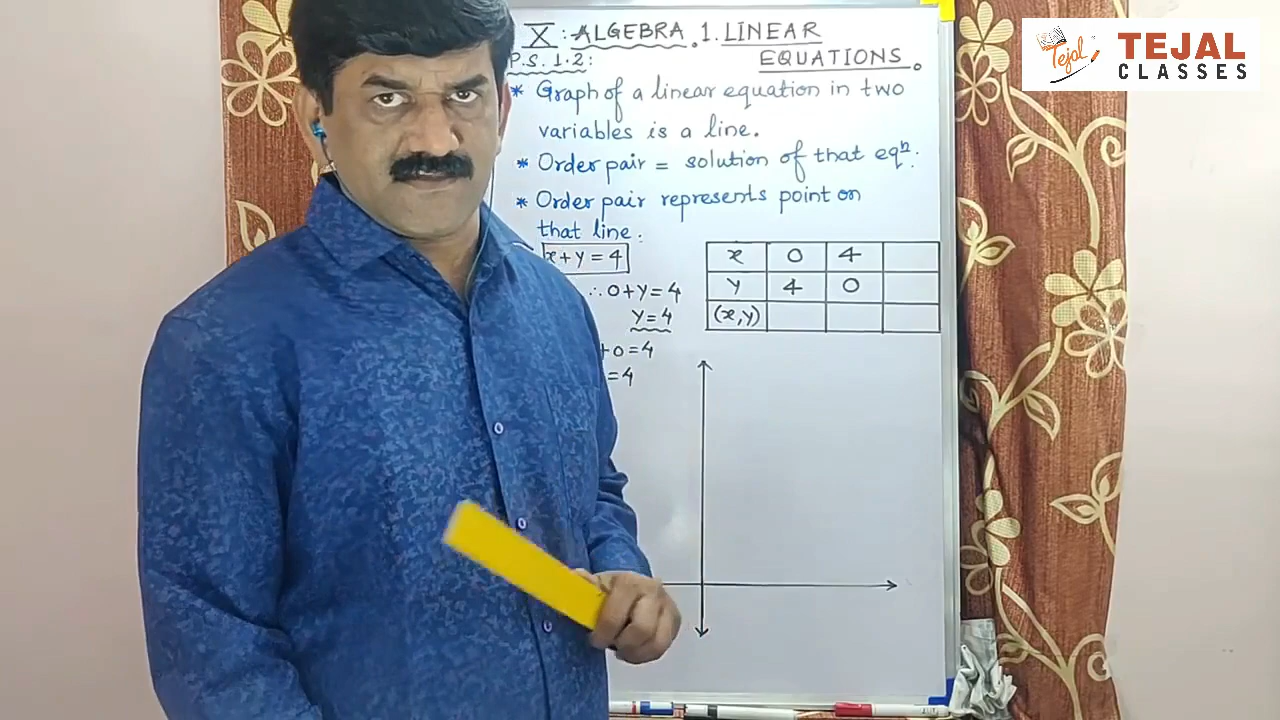 X : ALGEBRA. 1. LINEAR
EQUATIONS.
P.S. 1.2 :
* Graph of a linear equation in two
variables is a line.
* Order pair = solution of that eqⁿ.
* Order pair represents point on
that line.
x+y=4
∴ 0+y=4
y=4
+0=4
=4
x 0 4
y 4 0
(x,y)
Tejal
TEJAL
CLASSES